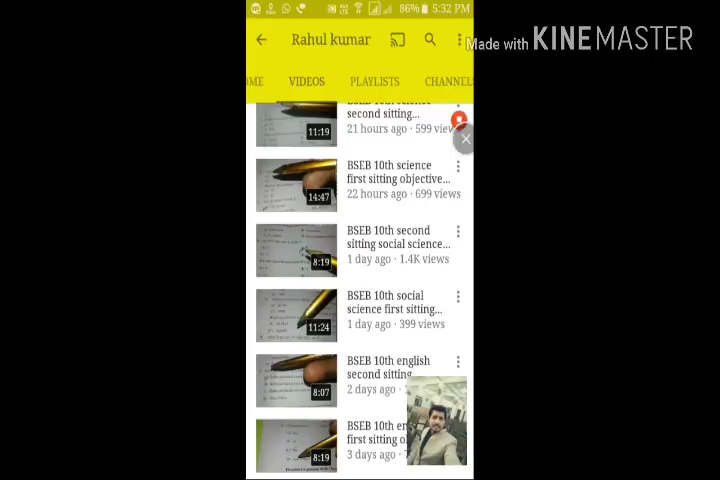 86% 5:32 PM
Rahul kumar
Made with KINEMASTER
OME VIDEOS PLAYLISTS CHANNELS
second sitting...
11:19
21 hours ago · 599 views
BSEB 10th science
first sitting objective...
14:47
22 hours ago · 699 views
BSEB 10th second
sitting social science...
8:19
1 day ago · 1.4K views
BSEB 10th social
science first sitting...
11:24
1 day ago · 399 views
BSEB 10th english
second sitting
8:07
2 days ago ·
BSEB 10th en
first sitting o
8:19
3 days ago ·